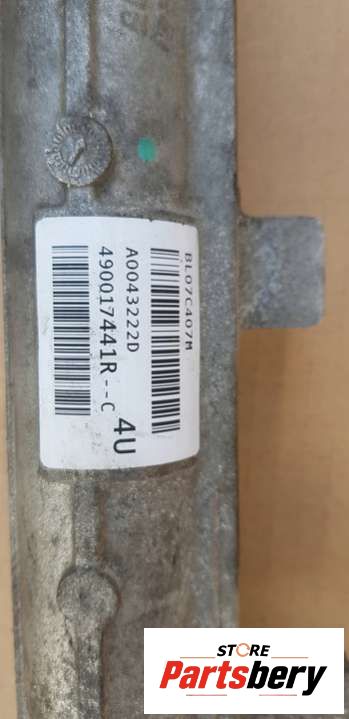 BL07C407M
A0043222D
490017441R--C
4U
STORE
Partsbery